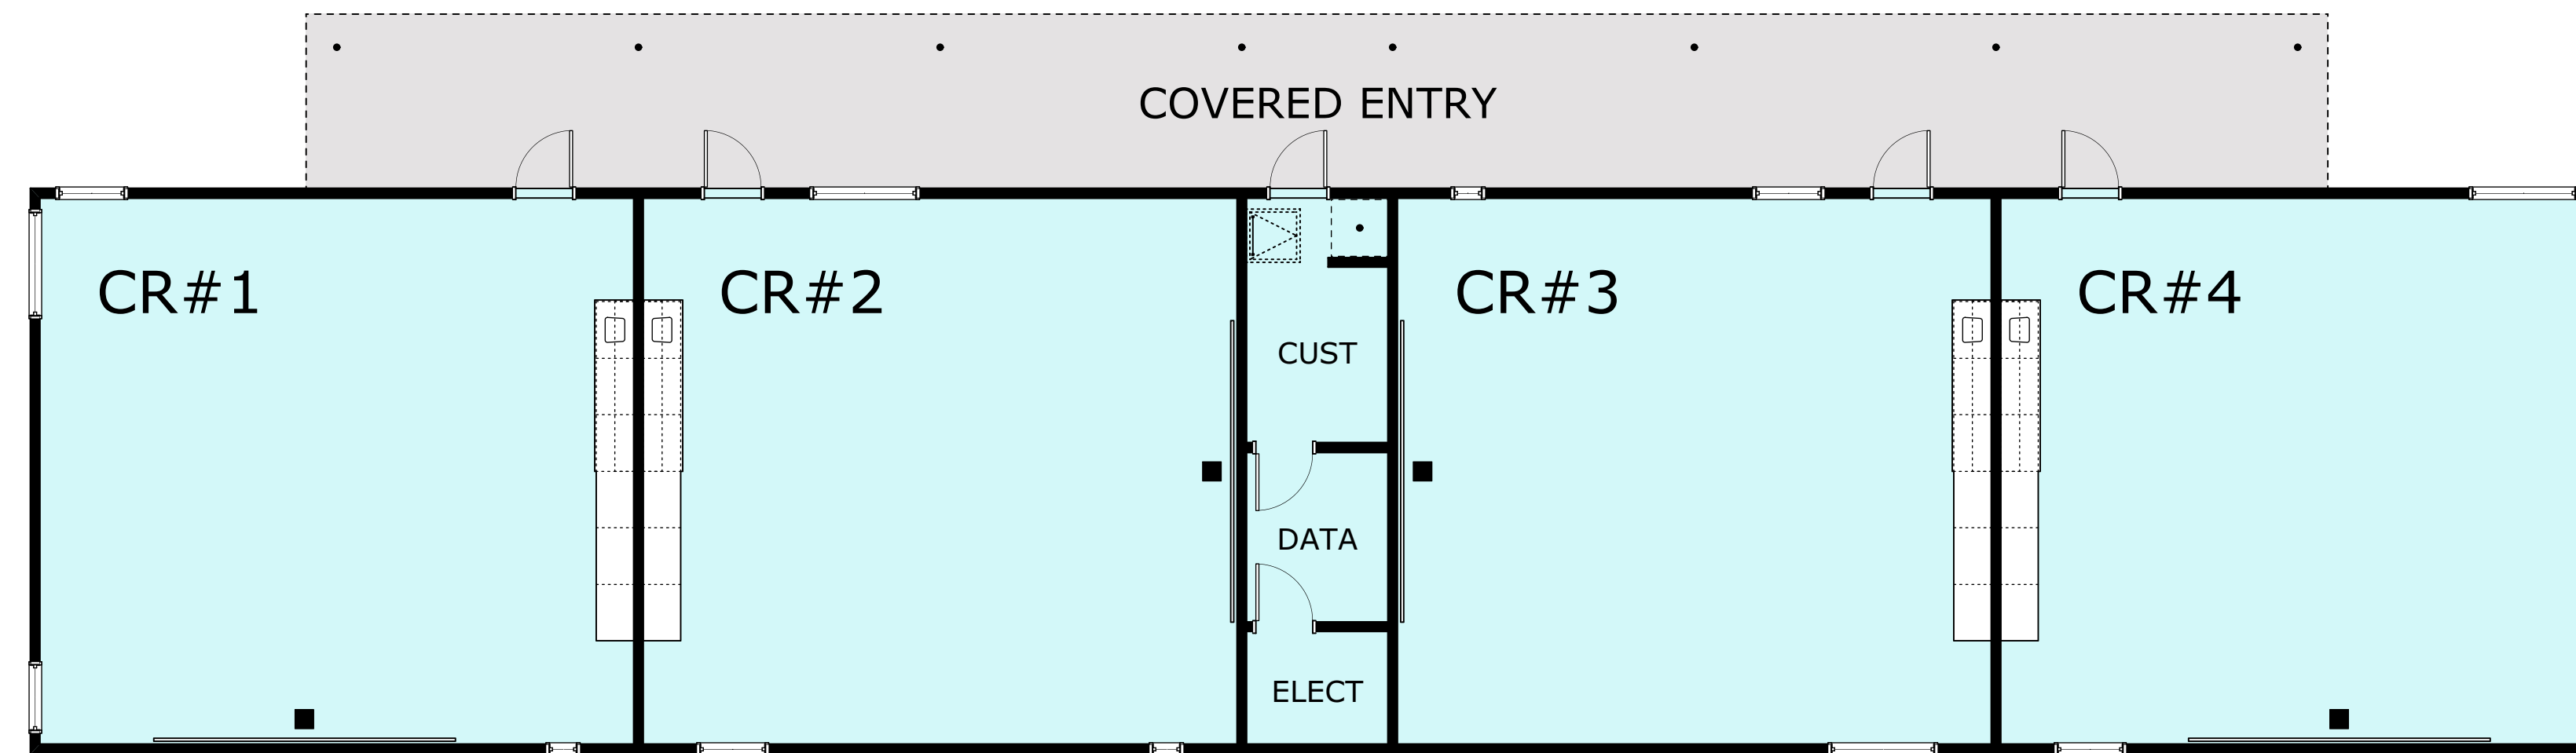 COVERED ENTRY
CR#1
CR#2
CR#3
CR#4
CUST
DATA
ELECT